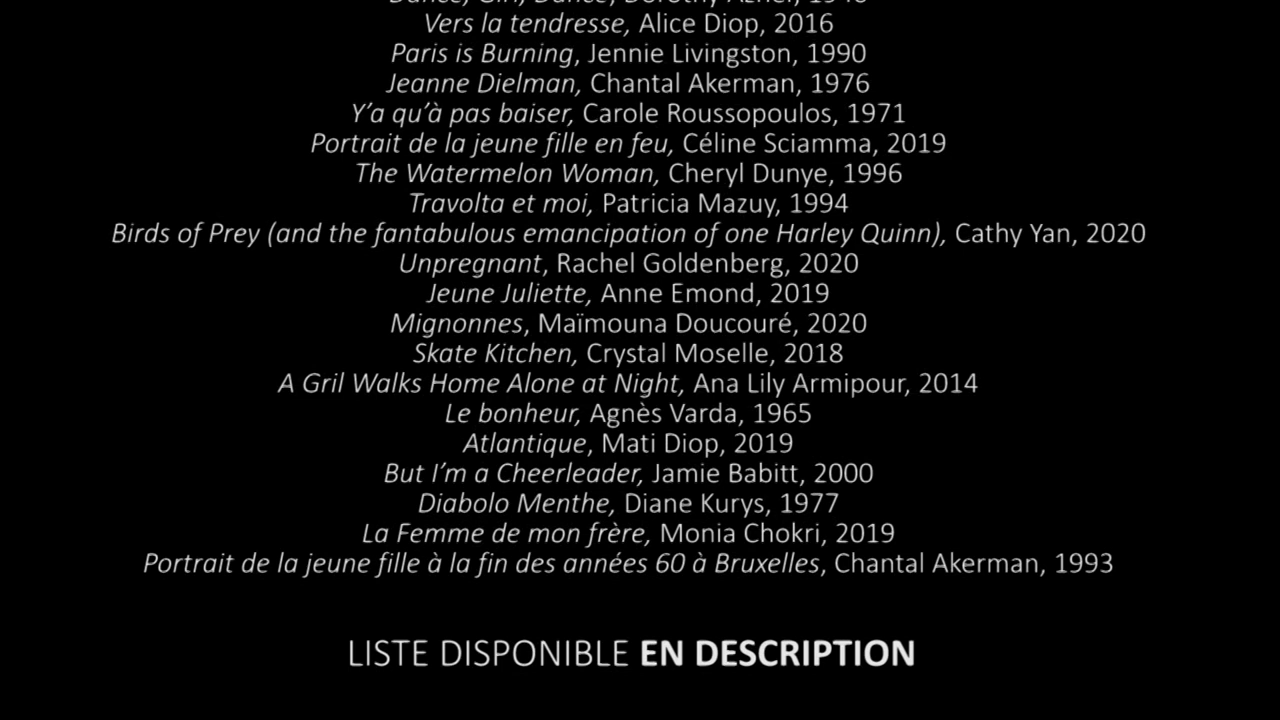 Dance, Girl, Dance, Dorothy Azner, 1940
Vers la tendresse, Alice Diop, 2016
Paris is Burning, Jennie Livingston, 1990
Jeanne Dielman, Chantal Akerman, 1976
Y’a qu’à pas baiser, Carole Roussopoulos, 1971
Portrait de la jeune fille en feu, Céline Sciamma, 2019
The Watermelon Woman, Cheryl Dunye, 1996
Travolta et moi, Patricia Mazuy, 1994
Birds of Prey (and the fantabulous emancipation of one Harley Quinn), Cathy Yan, 2020
Unpregnant, Rachel Goldenberg, 2020
Jeune Juliette, Anne Emond, 2019
Mignonnes, Maïmouna Doucouré, 2020
Skate Kitchen, Crystal Moselle, 2018
A Gril Walks Home Alone at Night, Ana Lily Armipour, 2014
Le bonheur, Agnès Varda, 1965
Atlantique, Mati Diop, 2019
But I’m a Cheerleader, Jamie Babitt, 2000
Diabolo Menthe, Diane Kurys, 1977
La Femme de mon frère, Monia Chokri, 2019
Portrait de la jeune fille à la fin des années 60 à Bruxelles, Chantal Akerman, 1993
LISTE DISPONIBLE EN DESCRIPTION